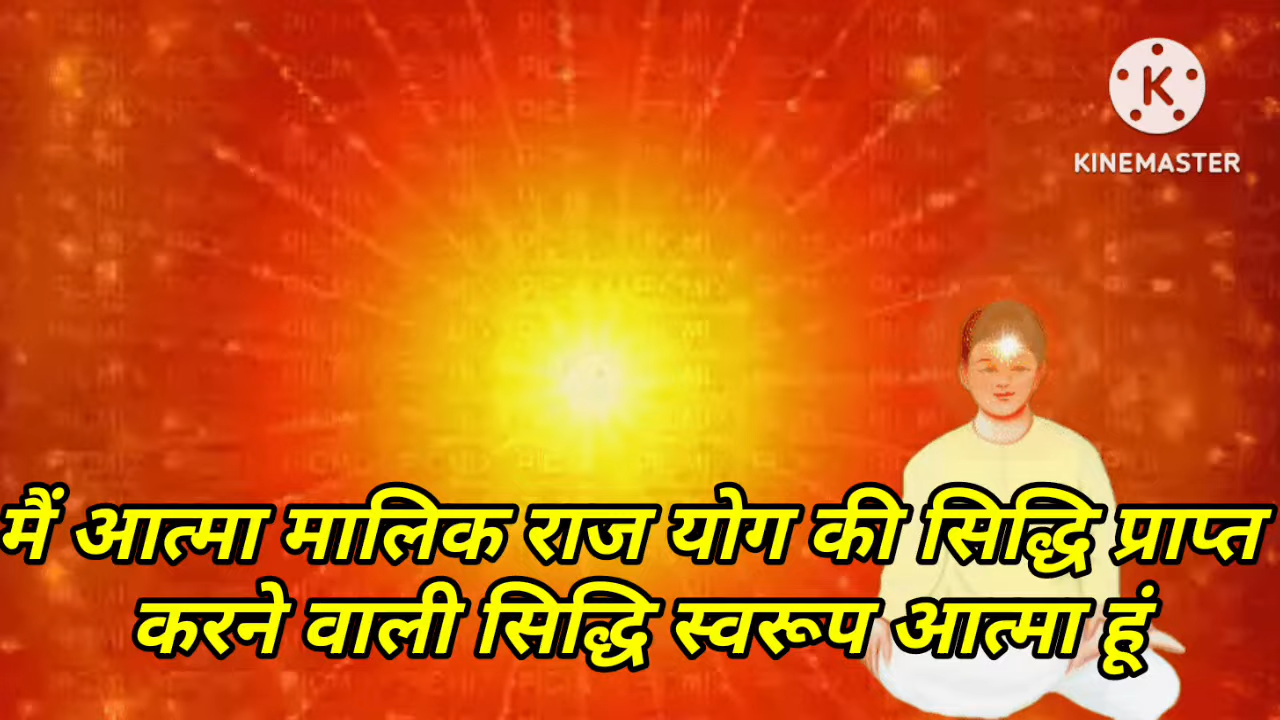 KINEMASTER
मैं आत्मा मालिक राज योग की सिद्धि प्राप्त
करने वाली सिद्धि स्वरूप आत्मा हूं